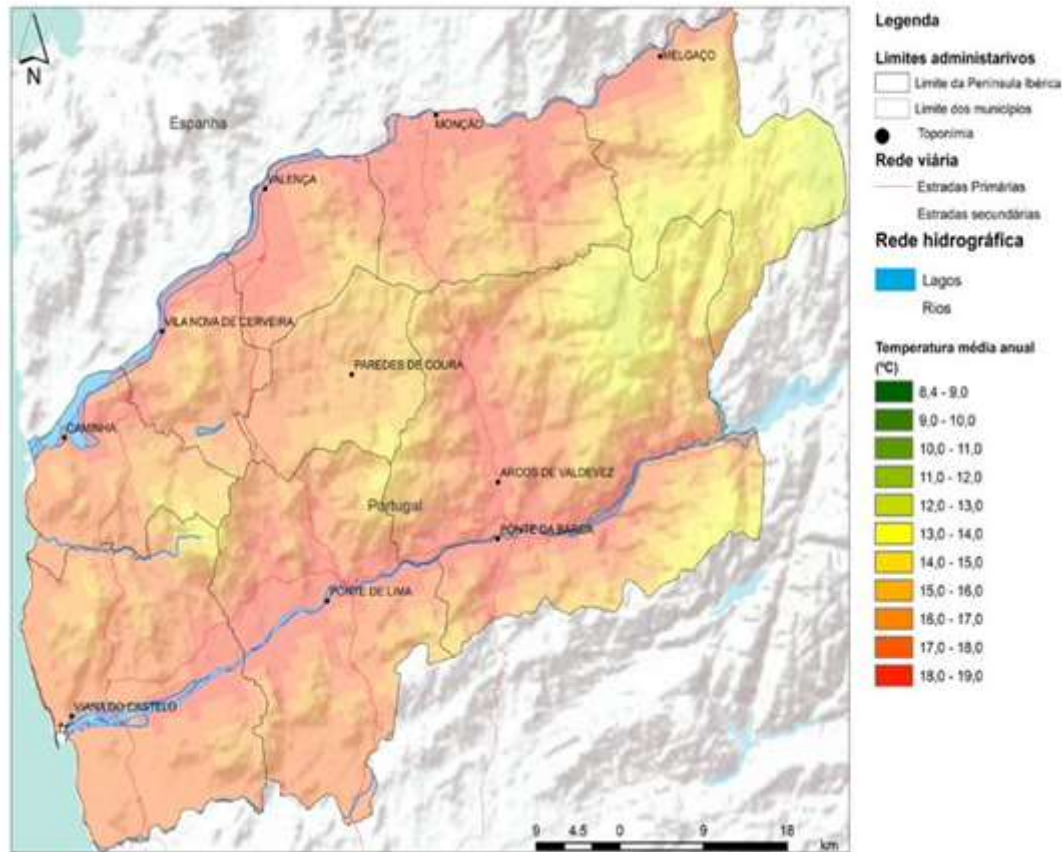 N
Espanha
MELGAÇO
MONÇÃO
VALENÇA
VILA NOVA DE CERVEIRA
PAREDES DE COURA
CAMINHA
ARCOS DE VALDEVEZ
Portugal
PONTE DA BARCA
PONTE DE LIMA
VIANA DO CASTELO
9 4.5 0 9 18
km
Legenda
Limites administarivos
Limite da Península Ibérica
Limite dos municípios
Toponímia
Rede viária
Estradas Primárias
Estradas secundárias
Rede hidrográfica
Lagos
Rios
Temperatura média anual
(ºC)
8,4 - 9,0
9,0 - 10,0
10,0 - 11,0
11,0 - 12,0
12,0 - 13,0
13,0 - 14,0
14,0 - 15,0
15,0 - 16,0
16,0 - 17,0
17,0 - 18,0
18,0 - 19,0